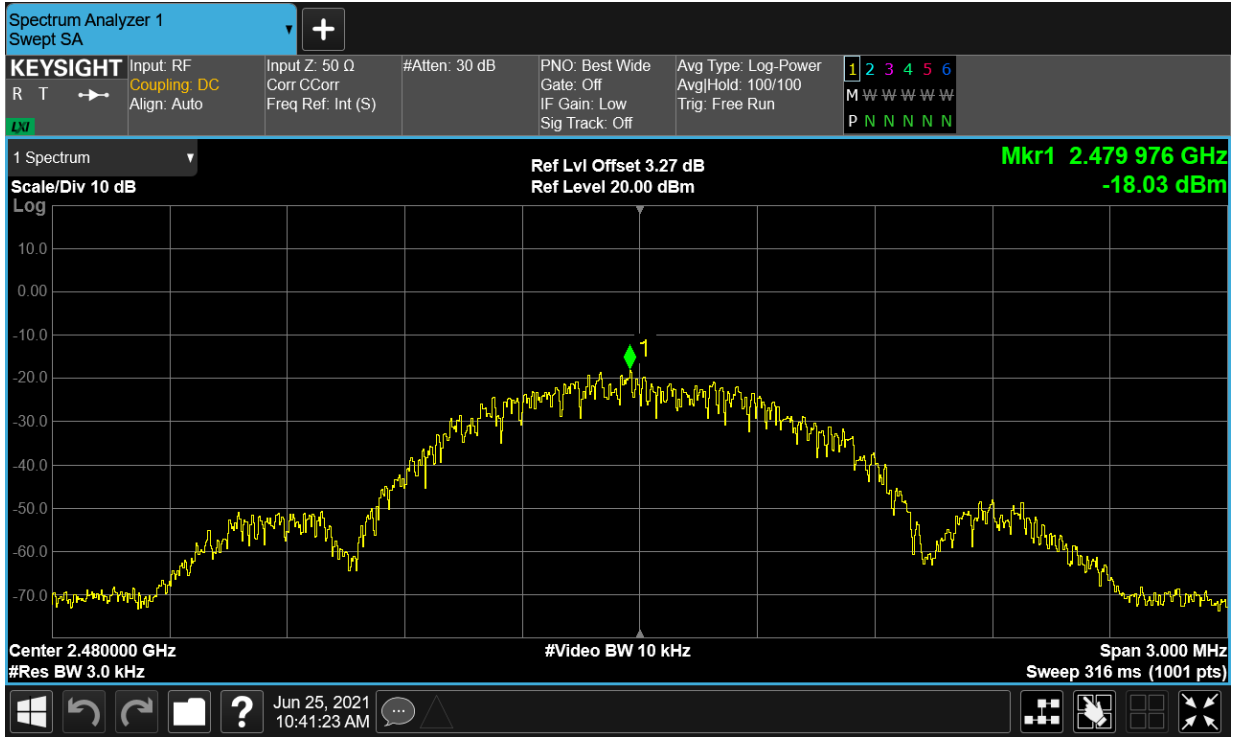 Spectrum Analyzer 1
Swept SA
KEYSIGHT
R T
LXI
Input: RF
Coupling: DC
Align: Auto
Input Z: 50 Ω
Corr CCorr
Freq Ref: Int (S)
#Atten: 30 dB
PNO: Best Wide
Gate: Off
IF Gain: Low
Sig Track: Off
Avg Type: Log-Power
Avg|Hold: 100/100
Trig: Free Run
1 2 3 4 5 6
M W W W W W
P N N N N N
1 Spectrum
Scale/Div 10 dB
Log
Ref Lvl Offset 3.27 dB
Ref Level 20.00 dBm
Mkr1 2.479 976 GHz
-18.03 dBm
10.0
0.00
-10.0
1
-20.0
-30.0
-40.0
-50.0
-60.0
-70.0
Center 2.480000 GHz
#Res BW 3.0 kHz
#Video BW 10 kHz
Span 3.000 MHz
Sweep 316 ms (1001 pts)
?
Jun 25, 2021
10:41:23 AM